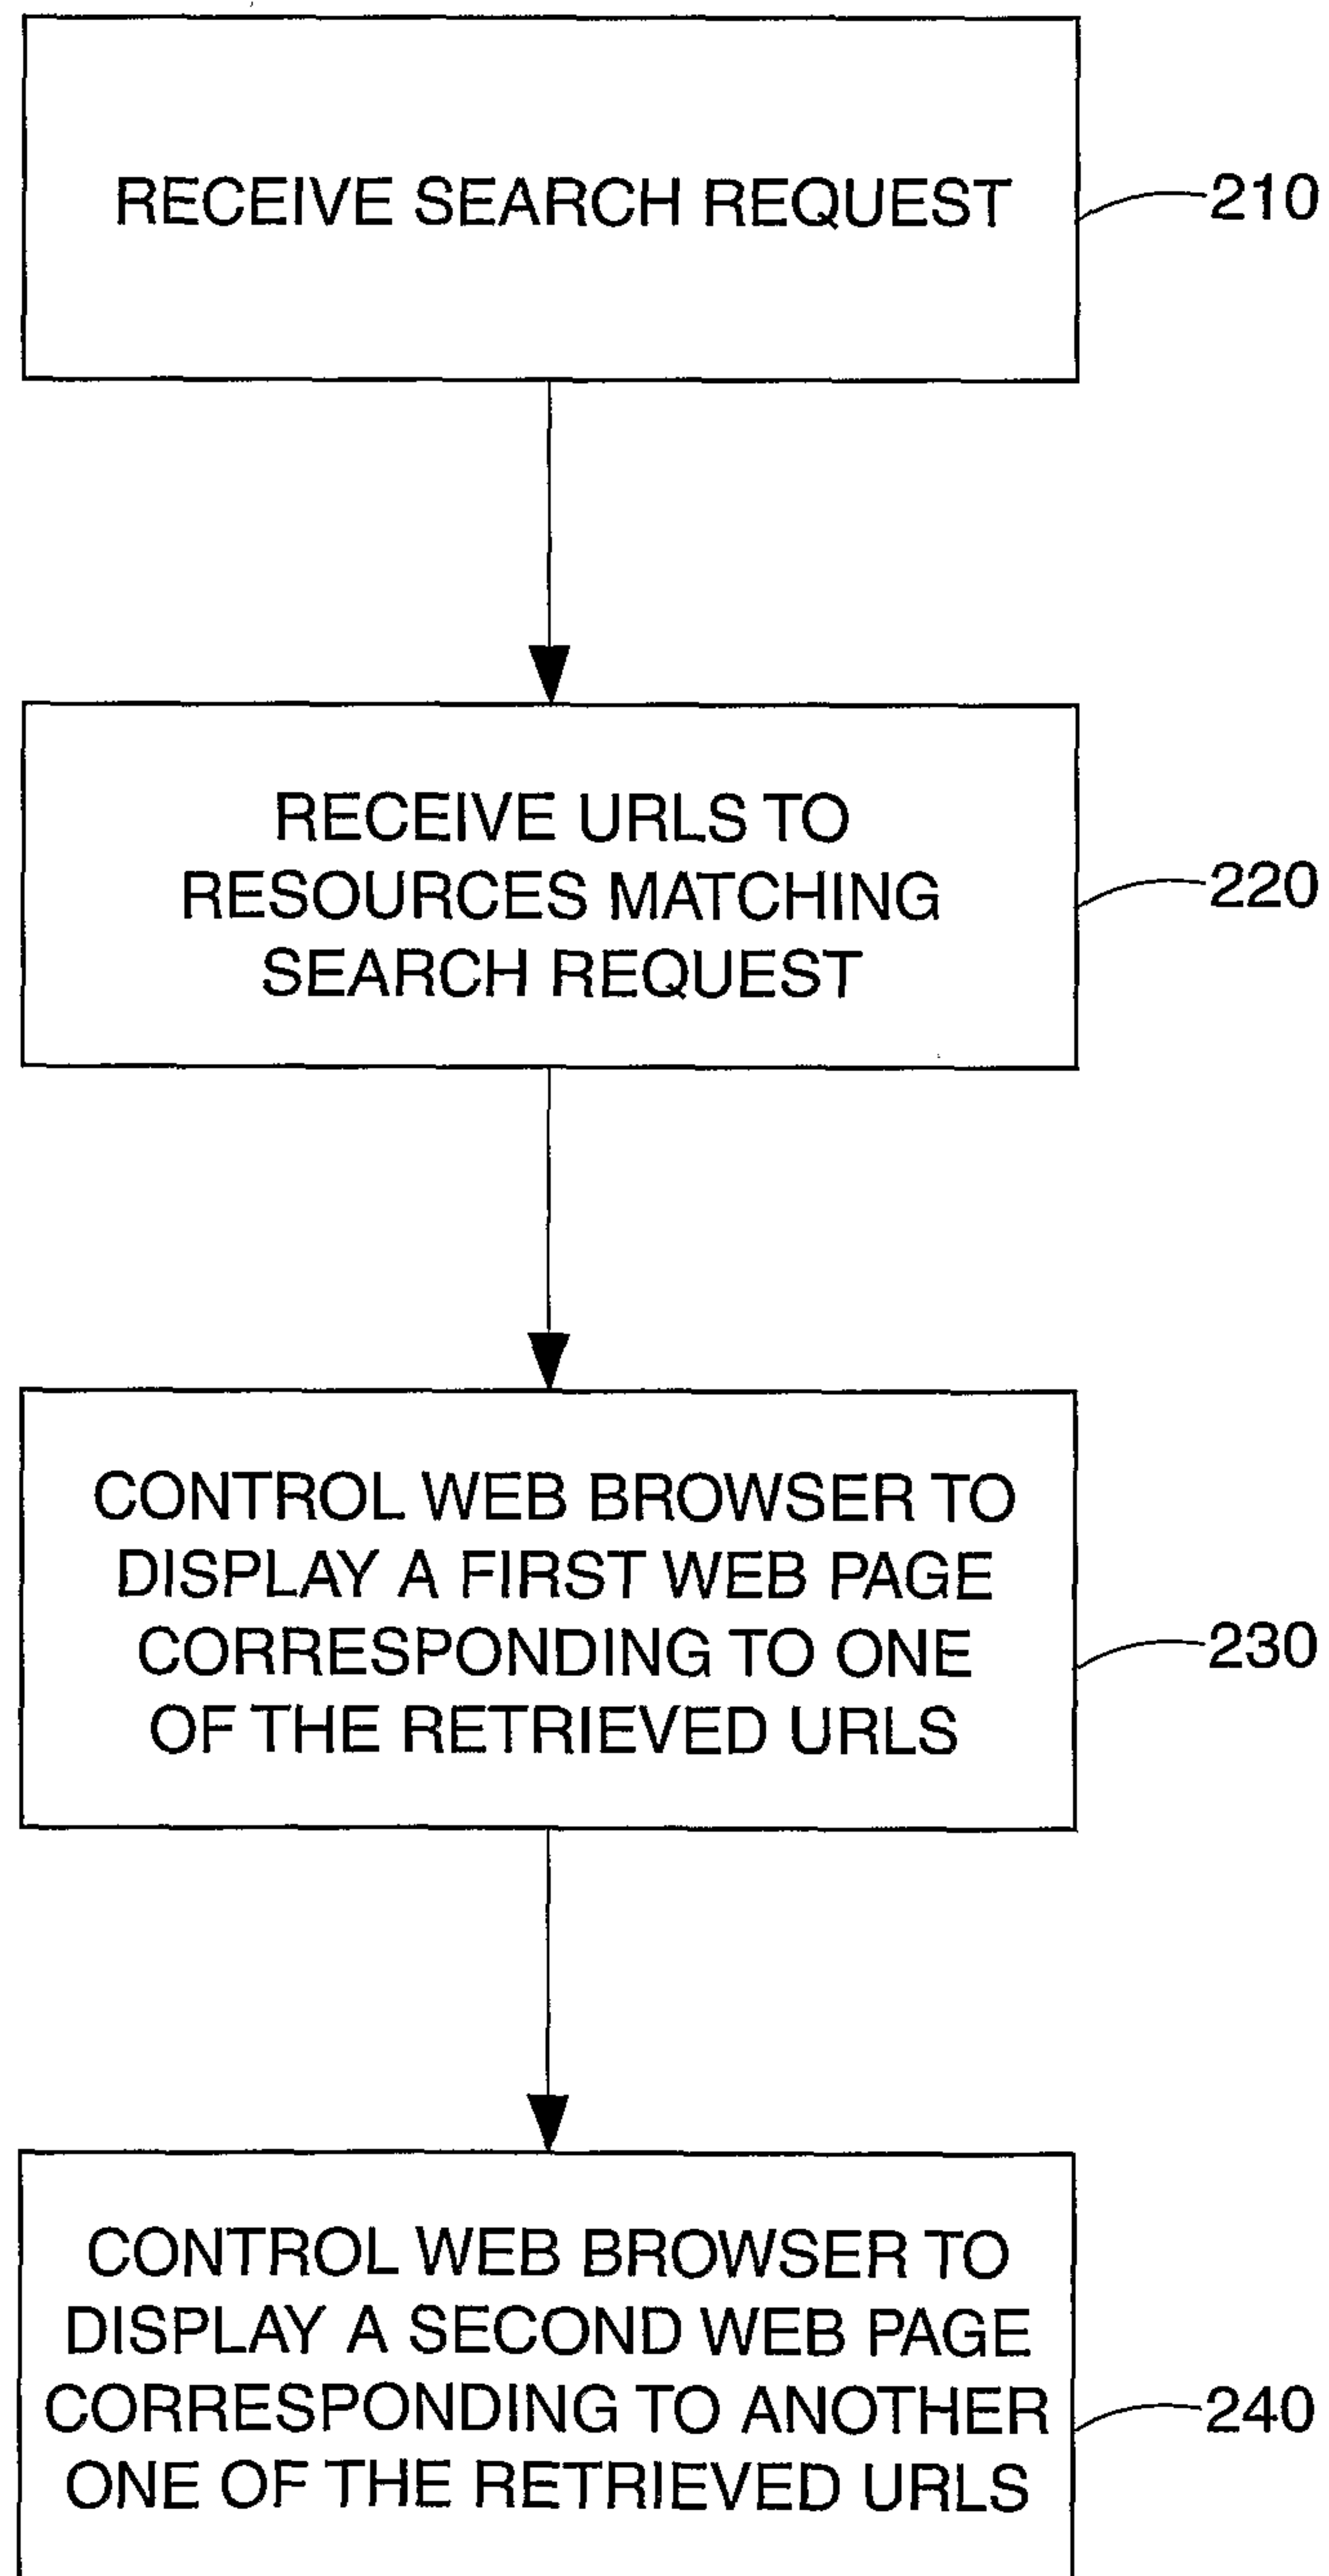 RECEIVE SEARCH REQUEST
210
RECEIVE URLS TO
RESOURCES MATCHING
SEARCH REQUEST
220
CONTROL WEB BROWSER TO
DISPLAY A FIRST WEB PAGE
CORRESPONDING TO ONE
OF THE RETRIEVED URLS
230
CONTROL WEB BROWSER TO
DISPLAY A SECOND WEB PAGE
CORRESPONDING TO ANOTHER
ONE OF THE RETRIEVED URLS
240